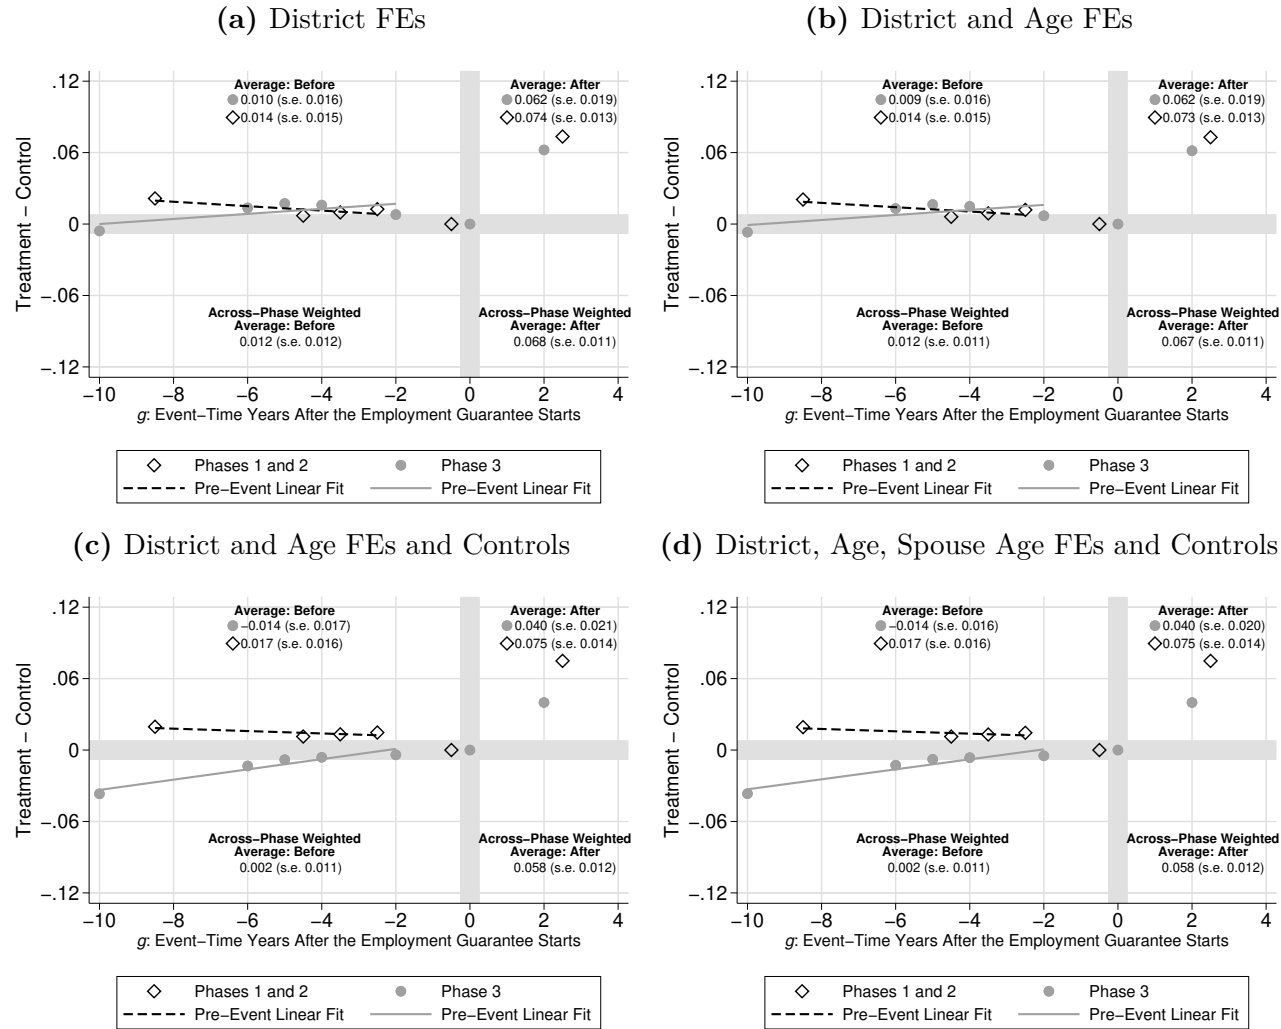 (a) District FEs
Treatment − Control
.12
.06
0
−.06
−.12
Average: Before
0.010 (s.e. 0.016)
0.014 (s.e. 0.015)
Average: After
0.062 (s.e. 0.019)
0.074 (s.e. 0.013)
Across−Phase Weighted
Average: Before
0.012 (s.e. 0.012)
Across−Phase Weighted
Average: After
0.068 (s.e. 0.011)
−10 −8 −6 −4 −2 0 2 4
g: Event−Time Years After the Employment Guarantee Starts
Phases 1 and 2 Phase 3
Pre−Event Linear Fit Pre−Event Linear Fit
(b) District and Age FEs
Treatment − Control
.12
.06
0
−.06
−.12
Average: Before
0.009 (s.e. 0.016)
0.014 (s.e. 0.015)
Average: After
0.062 (s.e. 0.019)
0.073 (s.e. 0.013)
Across−Phase Weighted
Average: Before
0.012 (s.e. 0.011)
Across−Phase Weighted
Average: After
0.067 (s.e. 0.011)
−10 −8 −6 −4 −2 0 2 4
g: Event−Time Years After the Employment Guarantee Starts
Phases 1 and 2 Phase 3
Pre−Event Linear Fit Pre−Event Linear Fit
(c) District and Age FEs and Controls
Treatment − Control
.12
.06
0
−.06
−.12
Average: Before
−0.014 (s.e. 0.017)
0.017 (s.e. 0.016)
Average: After
0.040 (s.e. 0.021)
0.075 (s.e. 0.014)
Across−Phase Weighted
Average: Before
0.002 (s.e. 0.011)
Across−Phase Weighted
Average: After
0.058 (s.e. 0.012)
−10 −8 −6 −4 −2 0 2 4
g: Event−Time Years After the Employment Guarantee Starts
Phases 1 and 2 Phase 3
Pre−Event Linear Fit Pre−Event Linear Fit
(d) District, Age, Spouse Age FEs and Controls
Treatment − Control
.12
.06
0
−.06
−.12
Average: Before
−0.014 (s.e. 0.016)
0.017 (s.e. 0.016)
Average: After
0.040 (s.e. 0.020)
0.075 (s.e. 0.014)
Across−Phase Weighted
Average: Before
0.002 (s.e. 0.011)
Across−Phase Weighted
Average: After
0.058 (s.e. 0.012)
−10 −8 −6 −4 −2 0 2 4
g: Event−Time Years After the Employment Guarantee Starts
Phases 1 and 2 Phase 3
Pre−Event Linear Fit Pre−Event Linear Fit